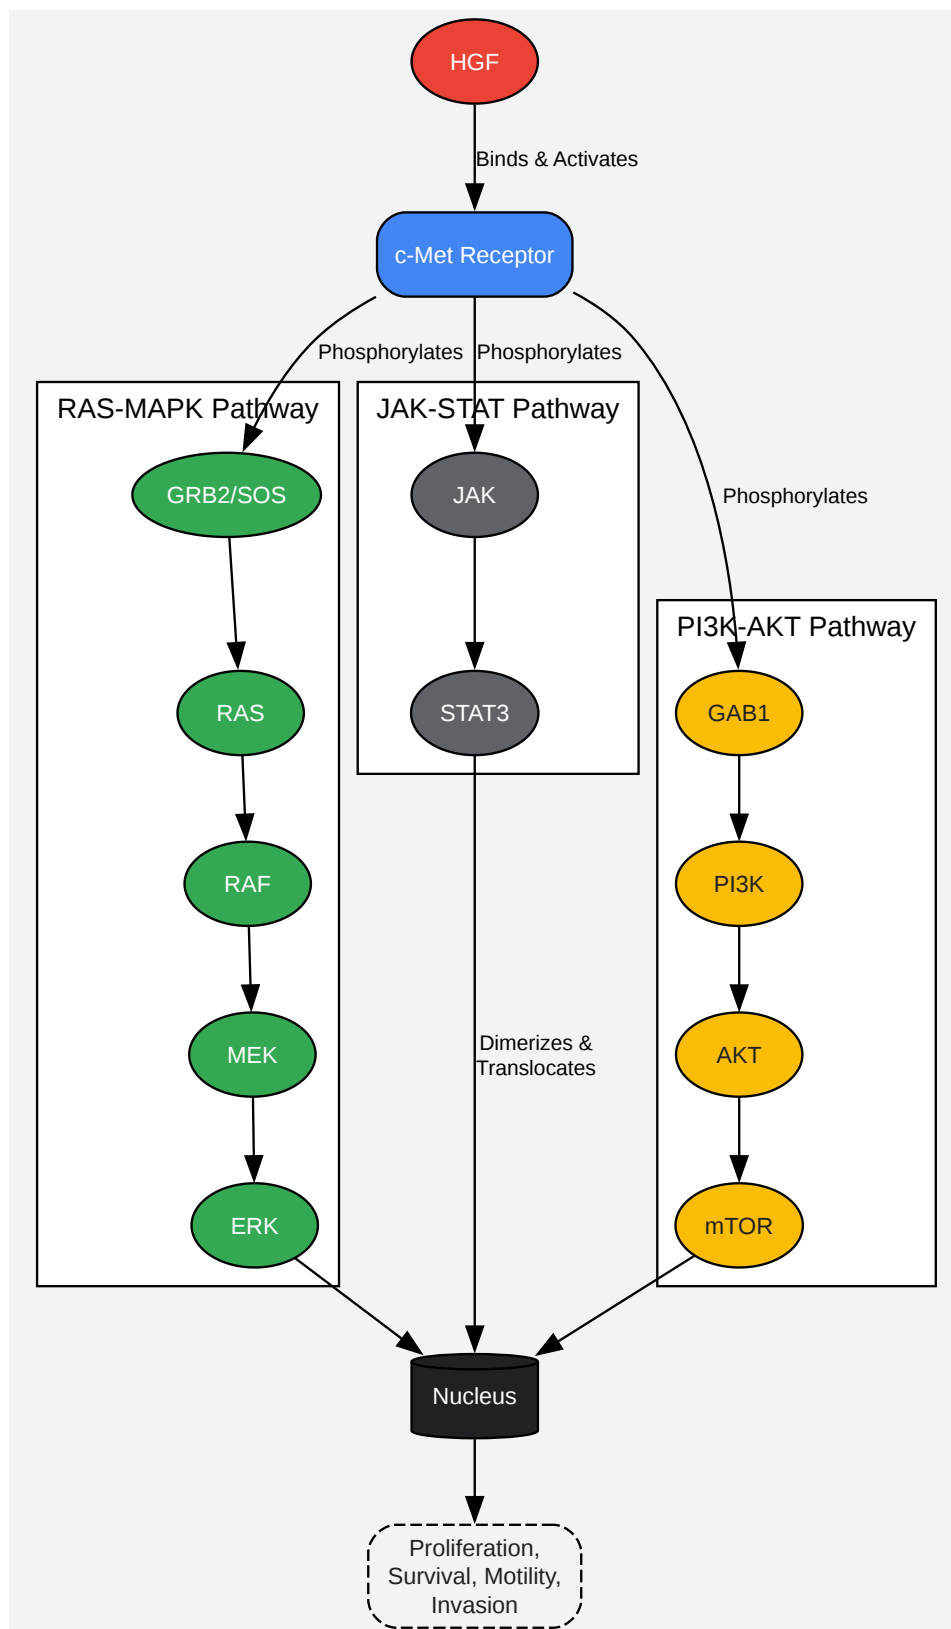 HGF
Binds & Activates
c-Met Receptor
Phosphorylates
Phosphorylates
RAS-MAPK Pathway
JAK-STAT Pathway
GRB2/SOS
JAK
Phosphorylates
PI3K-AKT Pathway
RAS
STAT3
GAB1
RAF
PI3K
Dimerizes &
Translocates
MEK
AKT
ERK
mTOR
Nucleus
Proliferation,
Survival, Motility,
Invasion